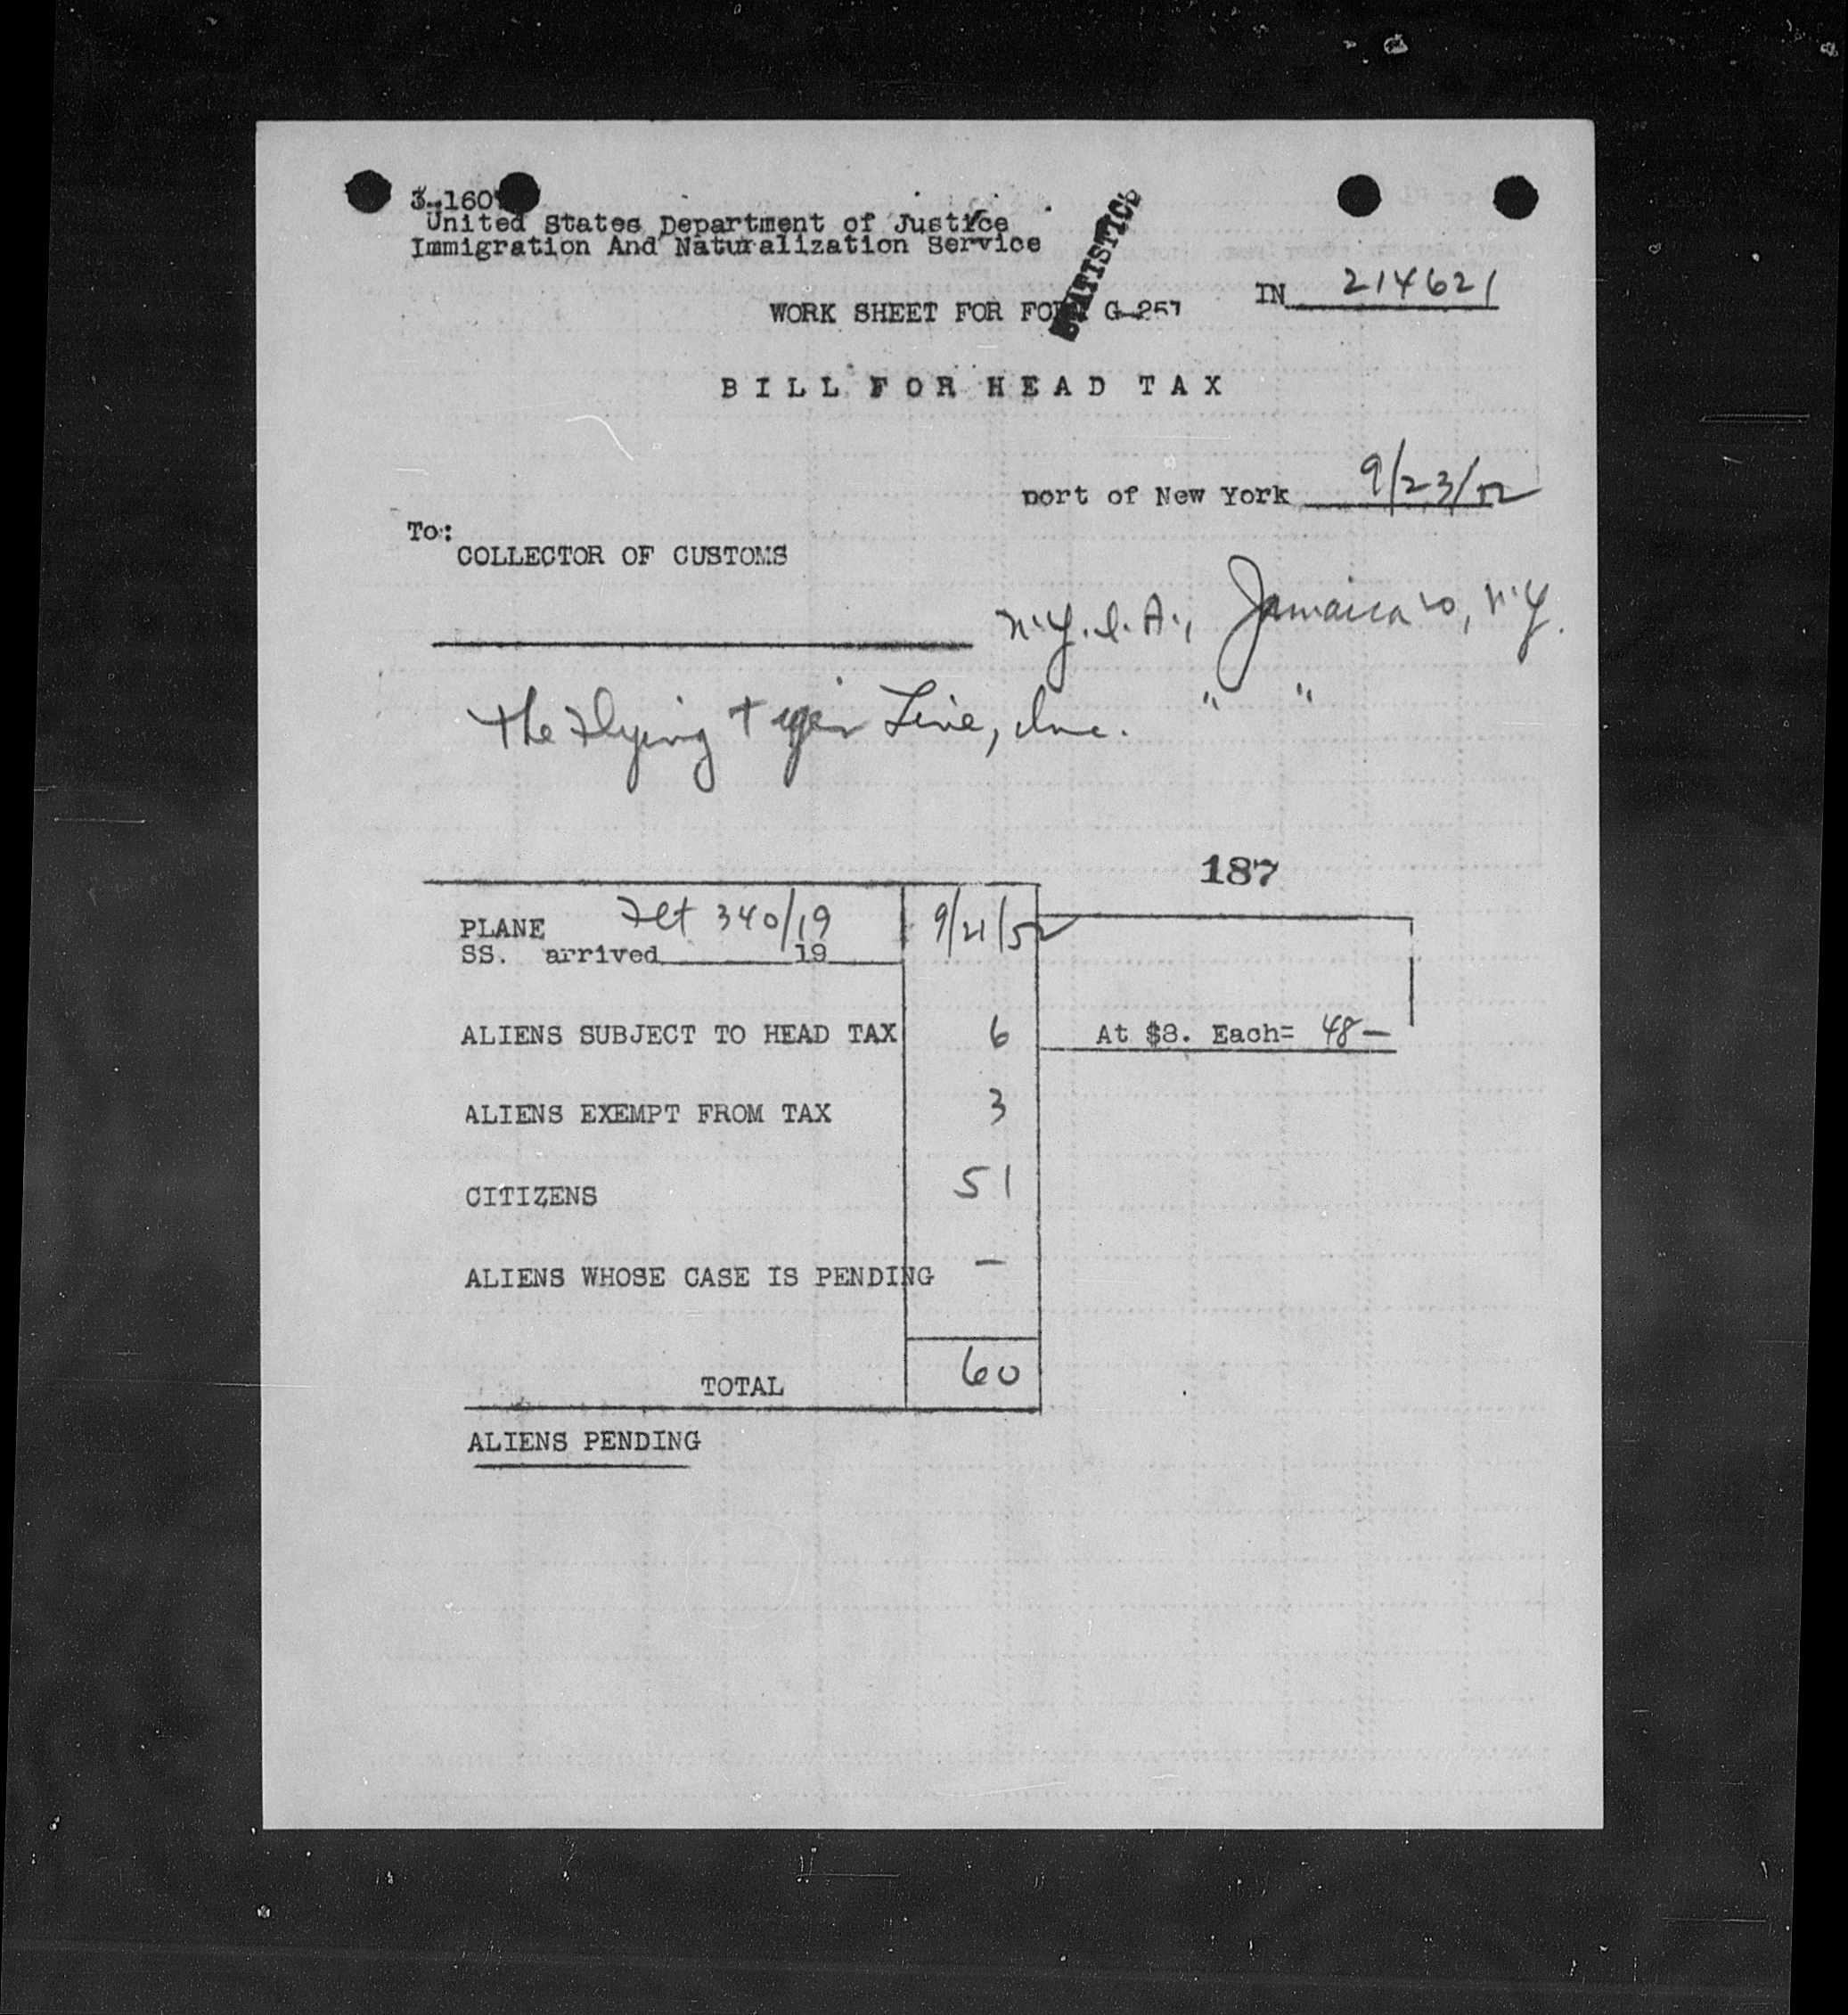 3-160
United States Department of Justice
Immigration And Naturalization Service
STATISTICS
WORK SHEET FOR FORM G-257
IN 214621
BILL FOR HEAD TAX
port of New York 9/23/52
To:
COLLECTOR OF CUSTOMS
N.Y.I.A., Jamaica 30, N.Y.
The Flying Tiger Line, Inc. " "
187
PLANE Flt 340/19 9/21/52
SS. arrived 19
ALIENS SUBJECT TO HEAD TAX 6 At $8. Each= 48—
ALIENS EXEMPT FROM TAX 3
CITIZENS 51
ALIENS WHOSE CASE IS PENDING —
TOTAL 60
ALIENS PENDING